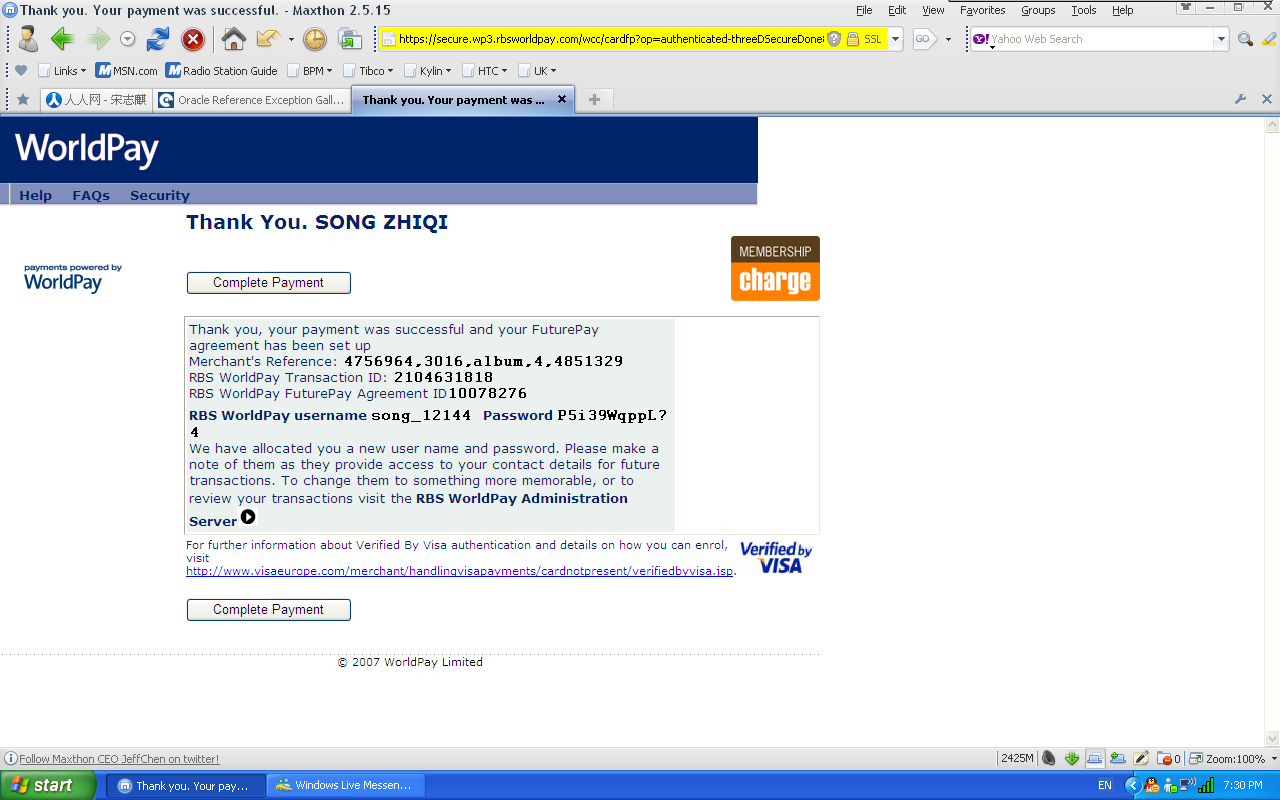 Thank you. Your payment was successful. - Maxthon 2.5.15
File Edit View Favorites Groups Tools Help
https://secure.wp3.rbsworldpay.com/wcc/cardfp?op=authenticated-threeDSecureDone
SSL
GO
Yahoo Web Search
Links MSN.com Radio Station Guide BPM Tibco Kylin HTC UK
人人网 - 宋志麒
Oracle Reference Exception Gall...
Thank you. Your payment was ...
WorldPay
Help FAQs Security
Thank You. SONG ZHIQI
payments powered by
WorldPay
Complete Payment
MEMBERSHIP
charge
Thank you, your payment was successful and your FuturePay
agreement has been set up
Merchant's Reference: 4756964,3016,album,4,4851329
RBS WorldPay Transaction ID: 2104631818
RBS WorldPay FuturePay Agreement ID10078276
RBS WorldPay username song_12144 Password P5i39WqppL?
4
We have allocated you a new user name and password. Please make a
note of them as they provide access to your contact details for future
transactions. To change them to something more memorable, or to
review your transactions visit the RBS WorldPay Administration
Server
For further information about Verified By Visa authentication and details on how you can enrol,
visit
http://www.visaeurope.com/merchant/handlingvisapayments/cardnotpresent/verifiedbyvisa.jsp.
Verified by
VISA
Complete Payment
© 2007 WorldPay Limited
Follow Maxthon CEO JeffChen on twitter!
2425M
0
Zoom:100%
start
Thank you. Your pay...
Windows Live Messen...
EN
7:30 PM